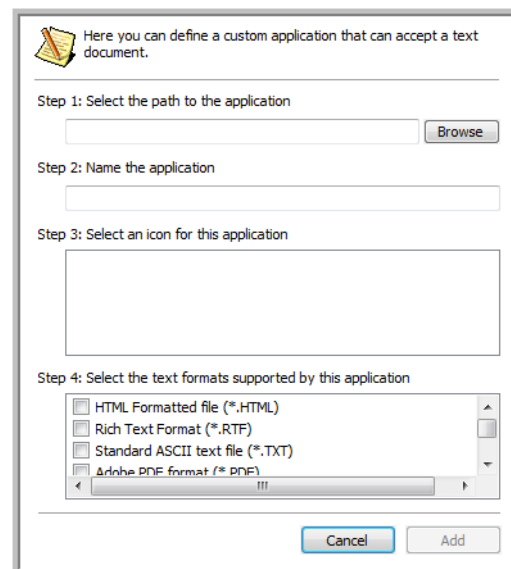 Here you can define a custom application that can accept a text
document.
Step 1: Select the path to the application
Browse
Step 2: Name the application
Step 3: Select an icon for this application
Step 4: Select the text formats supported by this application
HTML Formatted file (*.HTML)
Rich Text Format (*.RTF)
Standard ASCII text file (*.TXT)
Adobe PDF format (*.PDF)
Cancel
Add